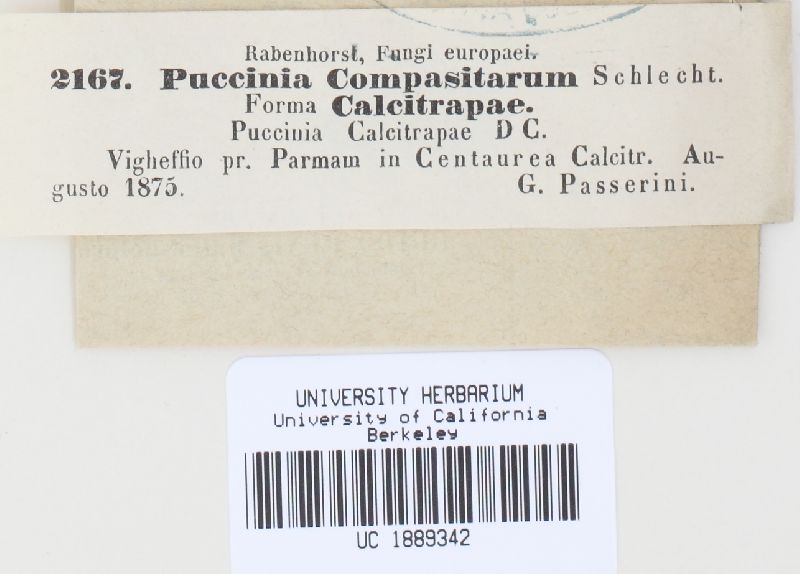 Rabenhorst, Fungi europaei.
2167. Puccinia Compasitarum Schlecht.
Forma Calcitrapae.
Puccinia Calcitrapae D C.
Vigheffio pr. Parmam in Centaurea Calcitr. Au-
gusto 1875. G. Passerini.
UNIVERSITY HERBARIUM
University of California
Berkeley
UC 1889342